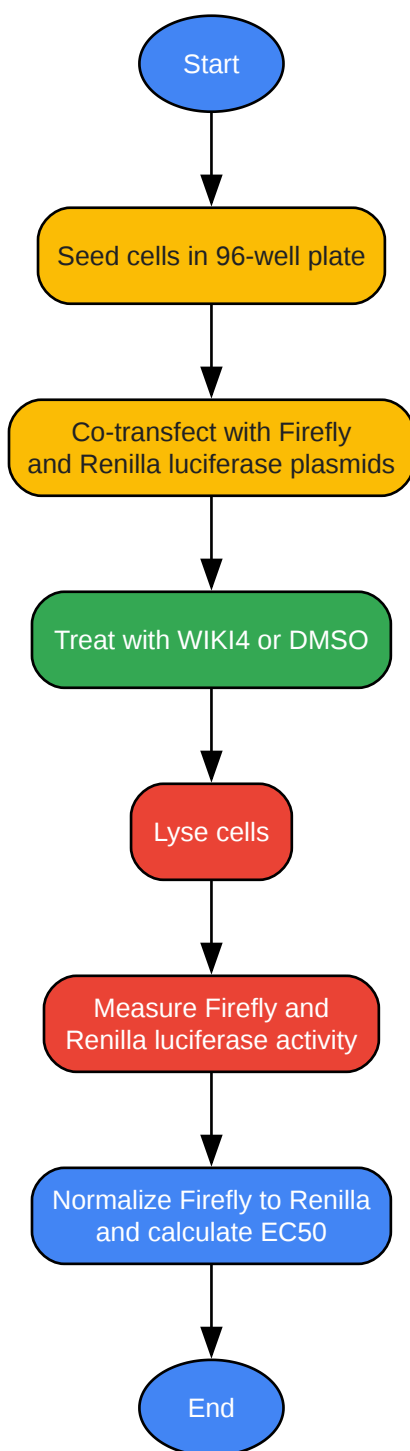 Start
Seed cells in 96-well plate
Co-transfect with Firefly
and Renilla luciferase plasmids
Treat with WIKI4 or DMSO
Lyse cells
Measure Firefly and
Renilla luciferase activity
Normalize Firefly to Renilla
and calculate EC50
End